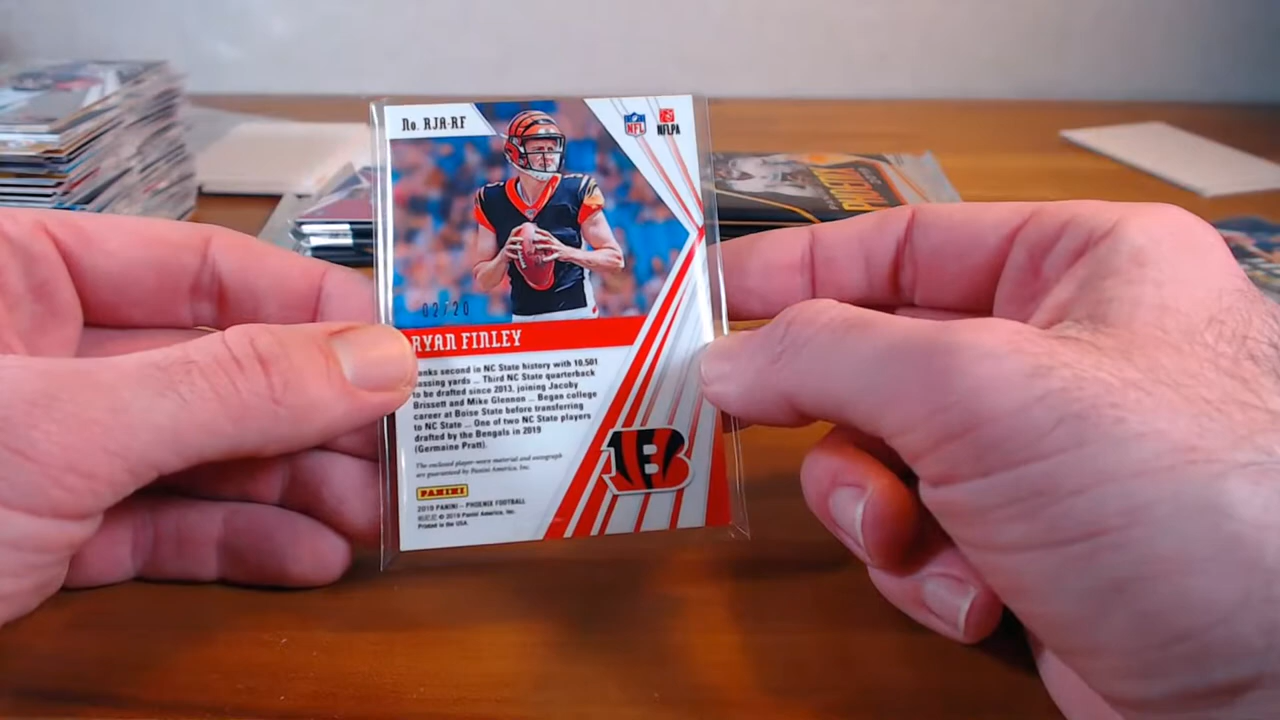 No. RJA-RF
NFL
NFLPA
02/20
RYAN FINLEY
anks second in NC State history with 10,501
assing yards ... Third NC State quarterback
to be drafted since 2013, joining Jacoby
Brissett and Mike Glennon ... Began college
career at Boise State before transferring
to NC State ... One of two NC State players
drafted by the Bengals in 2019
(Germaine Pratt).
The enclosed player-worn material and autograph
are guaranteed by Panini America, Inc.
PANINI
2019 PANINI – PHOENIX FOOTBALL
© 2019 Panini America, Inc.
Printed in the USA.
B